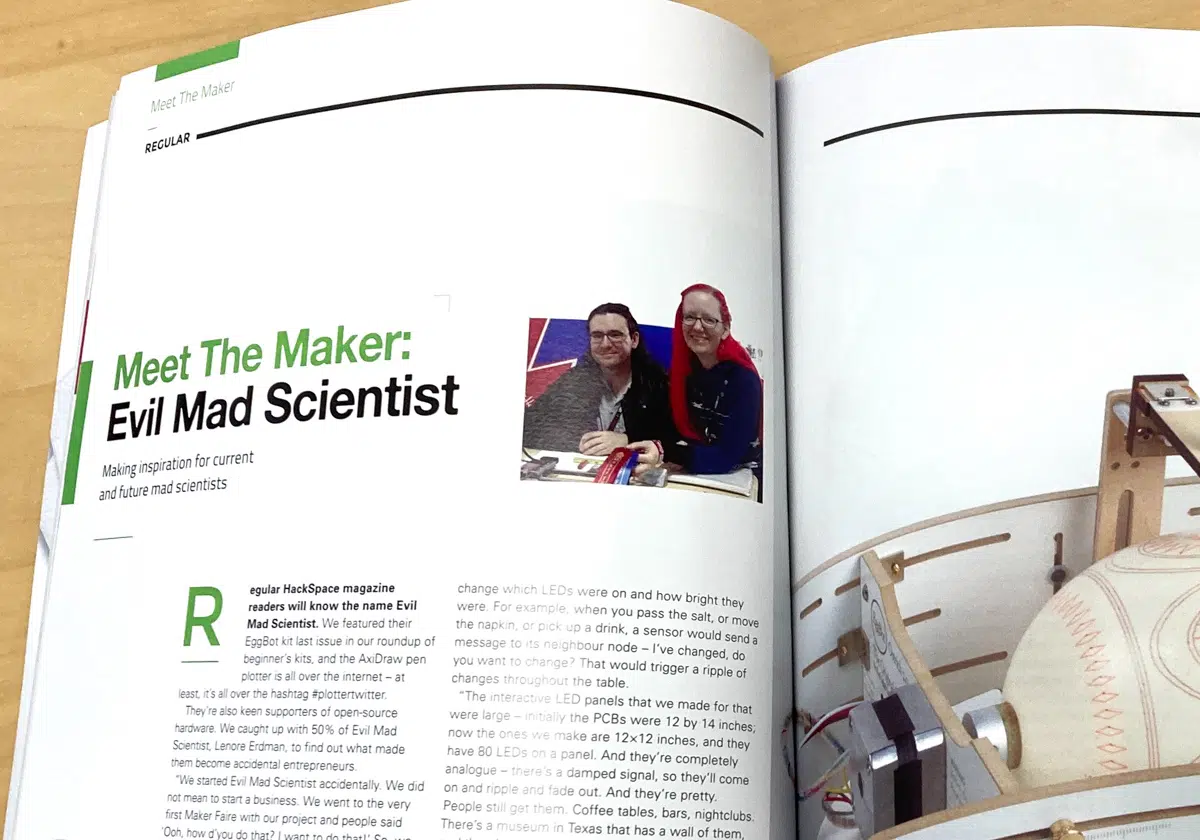 Meet The Maker
REGULAR
Meet The Maker:
Evil Mad Scientist
Making inspiration for current
and future mad scientists
Regular HackSpace magazine
readers will know the name Evil
Mad Scientist. We featured their
EggBot kit last issue in our roundup of
beginner's kits, and the AxiDraw pen
plotter is all over the internet – at
least, it's all over the hashtag #plottertwitter.
They're also keen supporters of open-source
hardware. We caught up with 50% of Evil Mad
Scientist, Lenore Erdman, to find out what made
them become accidental entrepreneurs.
"We started Evil Mad Scientist accidentally. We did
not mean to start a business. We went to the very
first Maker Faire with our project and people said
'Ooh, how d'you do that? I want to do that!'
change which LEDs were on and how bright they
were. For example, when you pass the salt, or move
the napkin, or pick up a drink, a sensor would send a
message to its neighbour node – I've changed, do
you want to change? That would trigger a ripple of
changes throughout the table.
"The interactive LED panels that we made for that
were large – initially the PCBs were 12 by 14 inches;
now the ones we make are 12×12 inches, and they
have 80 LEDs on a panel. And they're completely
analogue – there's a damped signal, so they'll come
on and ripple and fade out. And they're pretty.
People still get them. Coffee tables, bars, nightclubs.
There's a museum in Texas that has a wall of them,